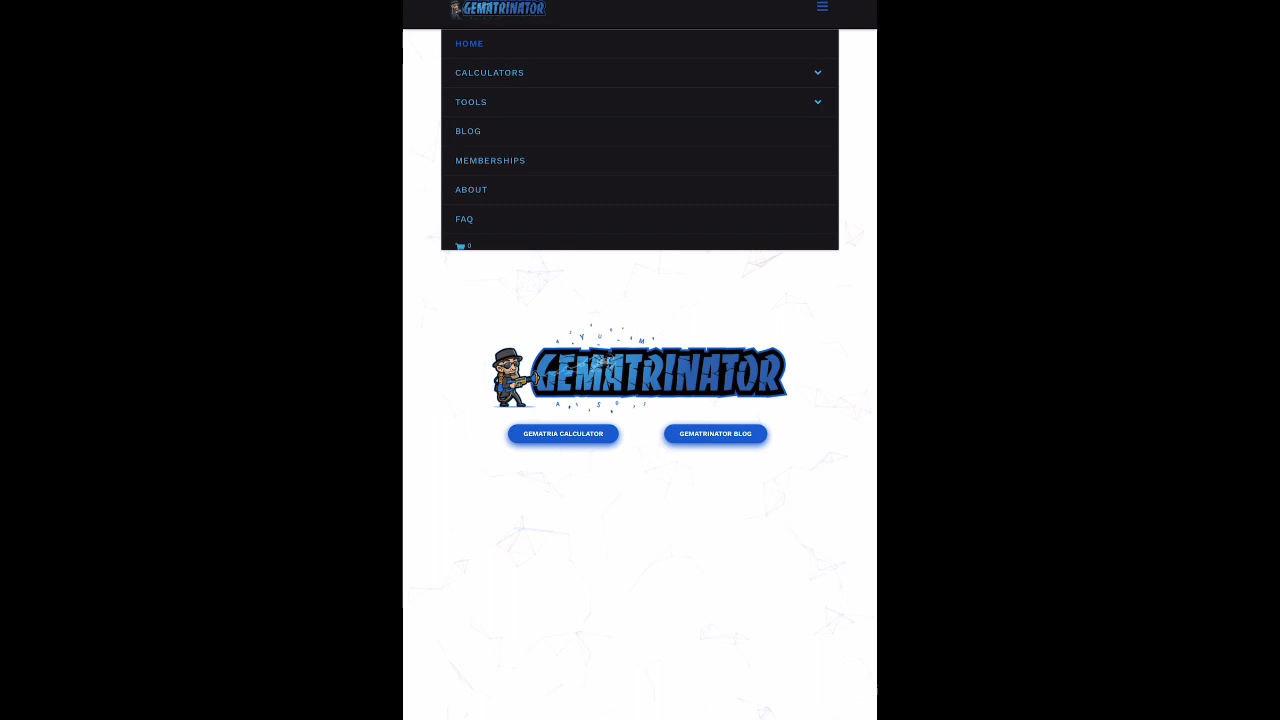 GEMATRINATOR
HOME
CALCULATORS
TOOLS
BLOG
MEMBERSHIPS
ABOUT
FAQ
0
GEMATRINATOR
GEMATRIA CALCULATOR
GEMATRINATOR BLOG